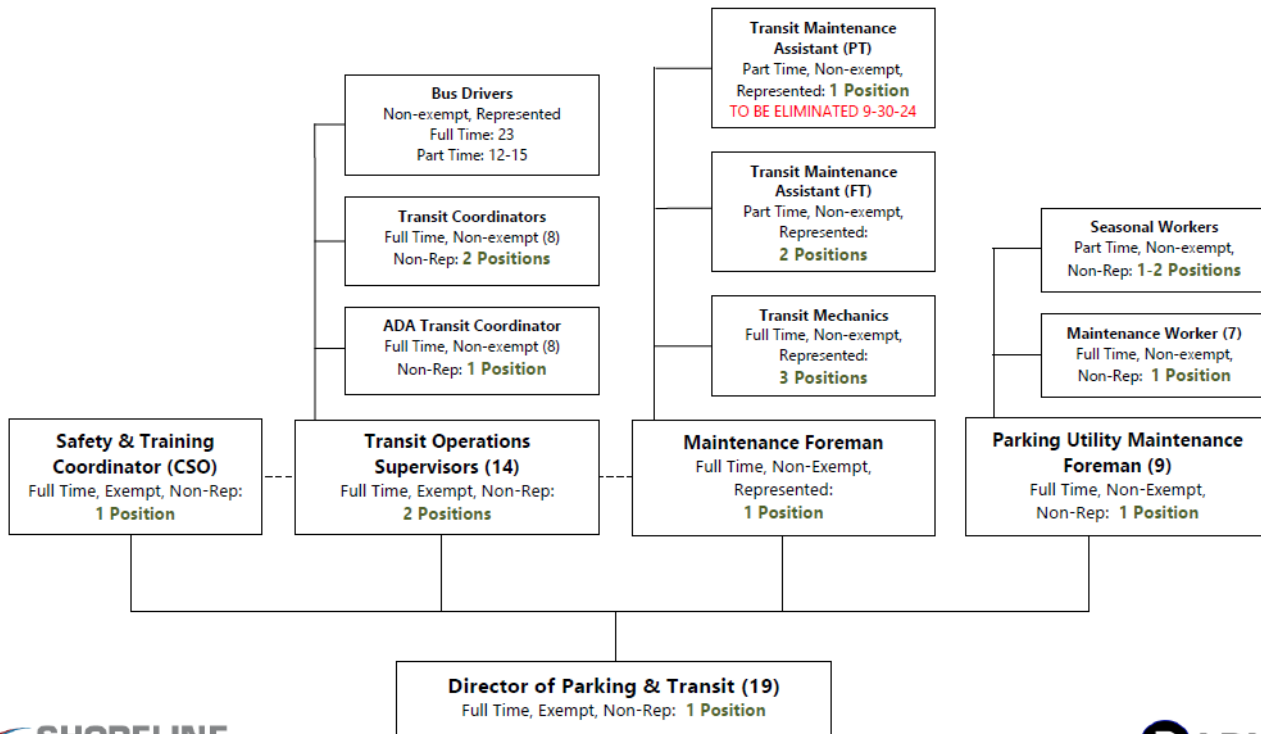 Transit Maintenance
Assistant (PT)
Part Time, Non-exempt,
Represented: 1 Position
TO BE ELIMINATED 9-30-24
Bus Drivers
Non-exempt, Represented
Full Time: 23
Part Time: 12-15
Transit Maintenance
Assistant (FT)
Part Time, Non-exempt,
Represented:
2 Positions
Transit Coordinators
Full Time, Non-exempt (8)
Non-Rep: 2 Positions
Seasonal Workers
Part Time, Non-exempt,
Non-Rep: 1-2 Positions
ADA Transit Coordinator
Full Time, Non-exempt (8)
Non-Rep: 1 Position
Transit Mechanics
Full Time, Non-exempt,
Represented:
3 Positions
Maintenance Worker (7)
Full Time, Non-exempt,
Non-Rep: 1 Position
Safety & Training
Coordinator (CSO)
Full Time, Exempt, Non-Rep:
1 Position
Transit Operations
Supervisors (14)
Full Time, Exempt, Non-Rep:
2 Positions
Maintenance Foreman
Full Time, Non-Exempt,
Represented:
1 Position
Parking Utility Maintenance
Foreman (9)
Full Time, Non-Exempt,
Non-Rep: 1 Position
Director of Parking & Transit (19)
Full Time, Exempt, Non-Rep: 1 Position
SHORELINE